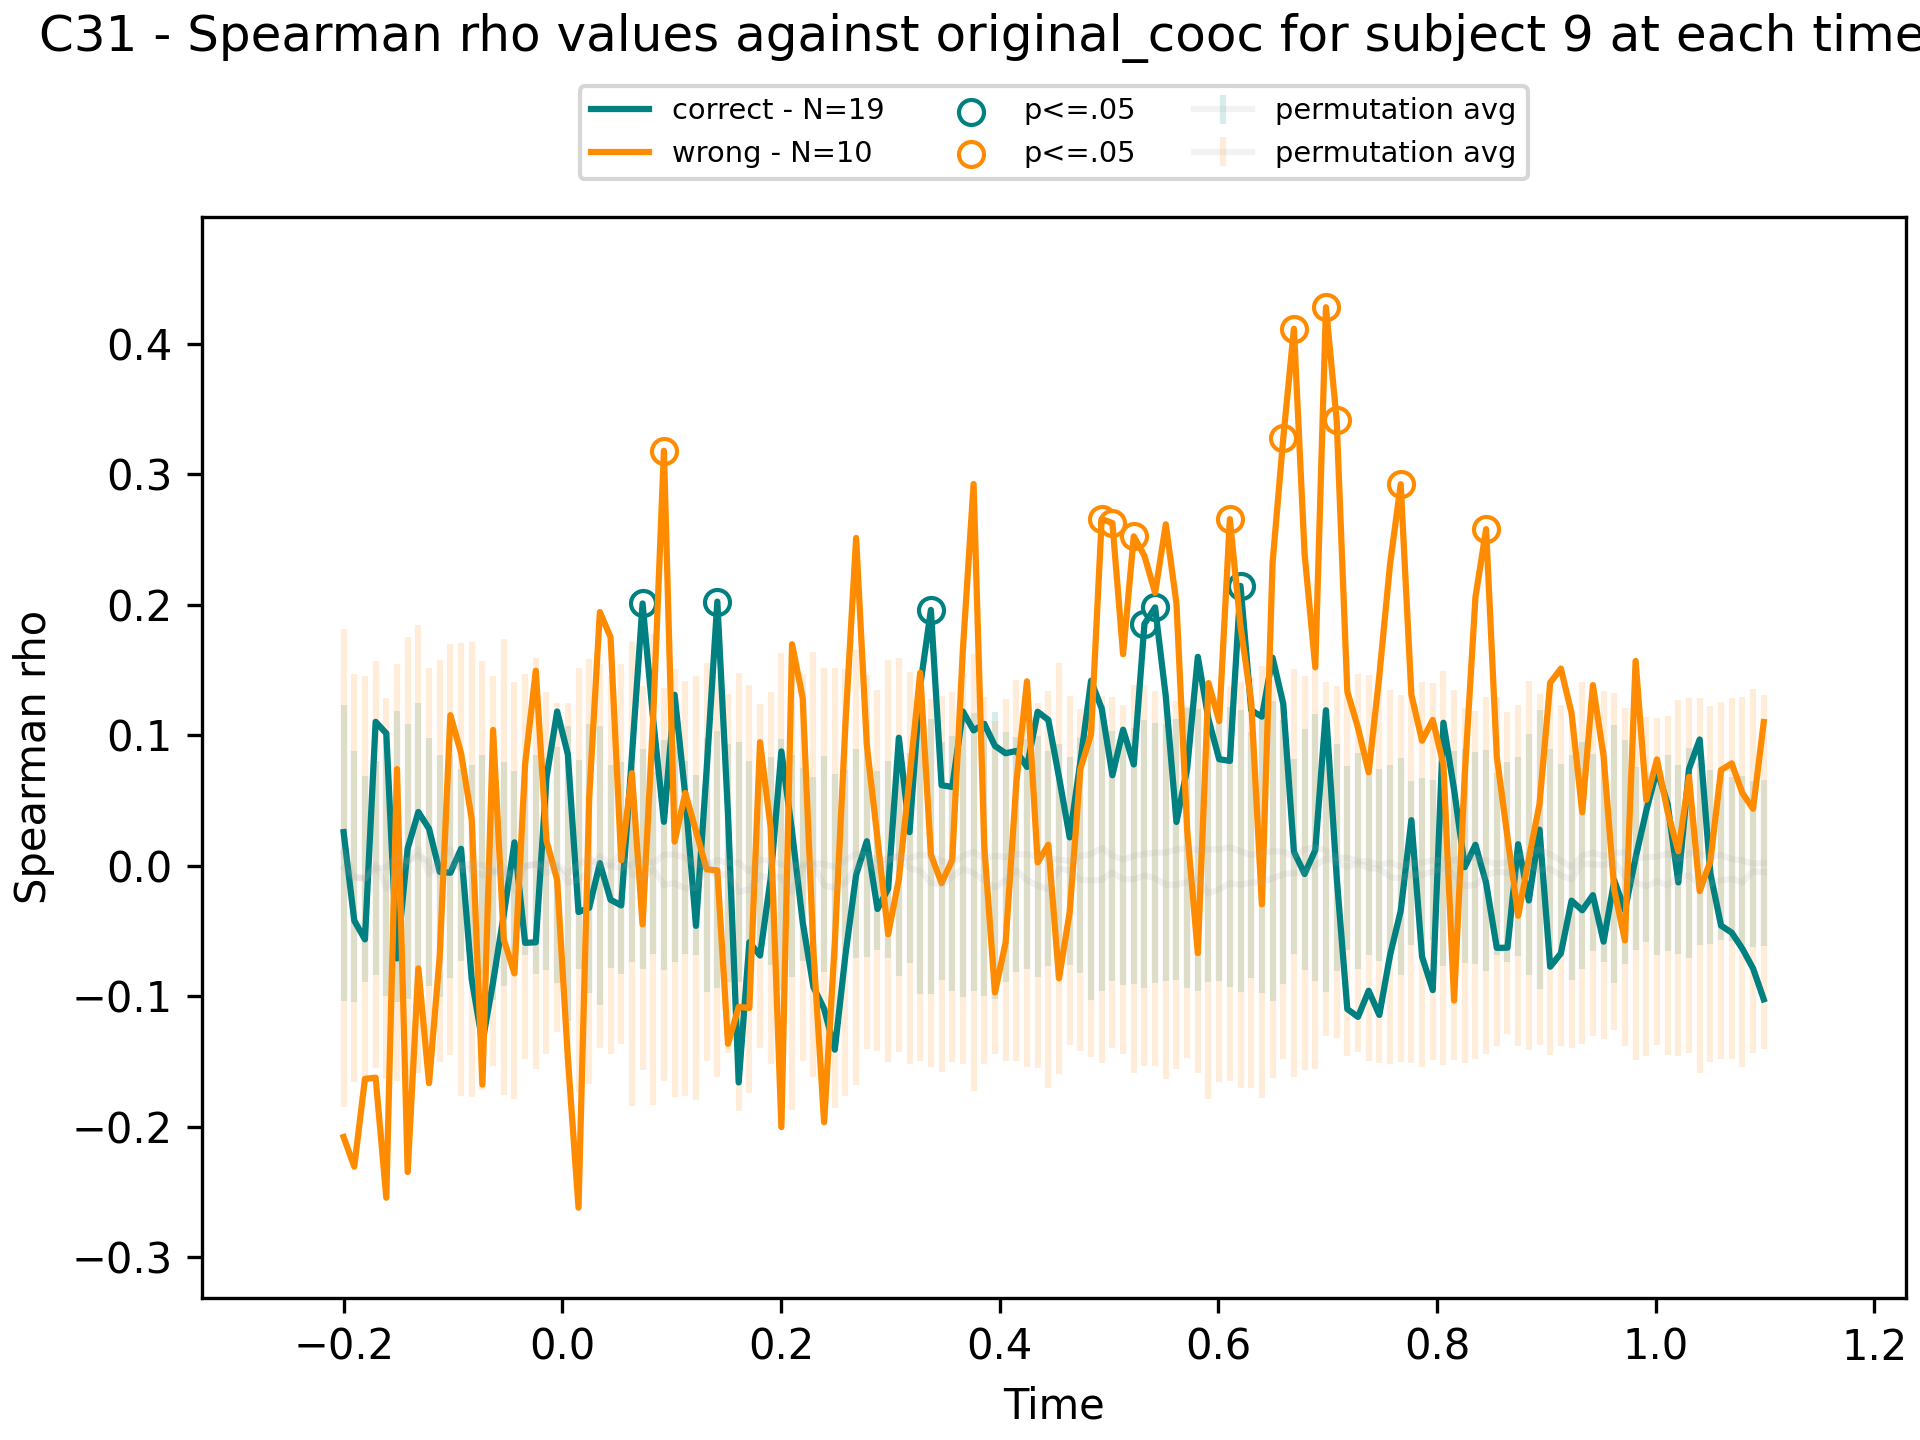 C31 - Spearman rho values against original_cooc for subject 9 at each time
correct - N=19 p<=.05 permutation avg
wrong - N=10 p<=.05 permutation avg
Spearman rho
0.4
0.3
0.2
0.1
0.0
−0.1
−0.2
−0.3
−0.2 0.0 0.2 0.4 0.6 0.8 1.0 1.2
Time